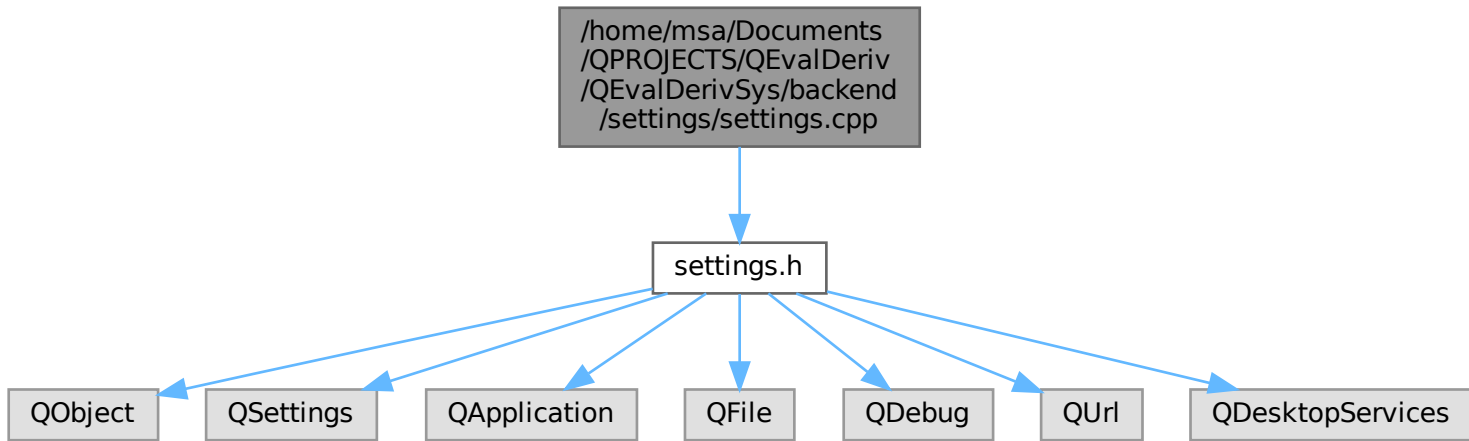 /home/msa/Documents
/QPROJECTS/QEvalDeriv
/QEvalDerivSys/backend
/settings/settings.cpp
settings.h
QObject
QSettings
QApplication
QFile
QDebug
QUrl
QDesktopServices